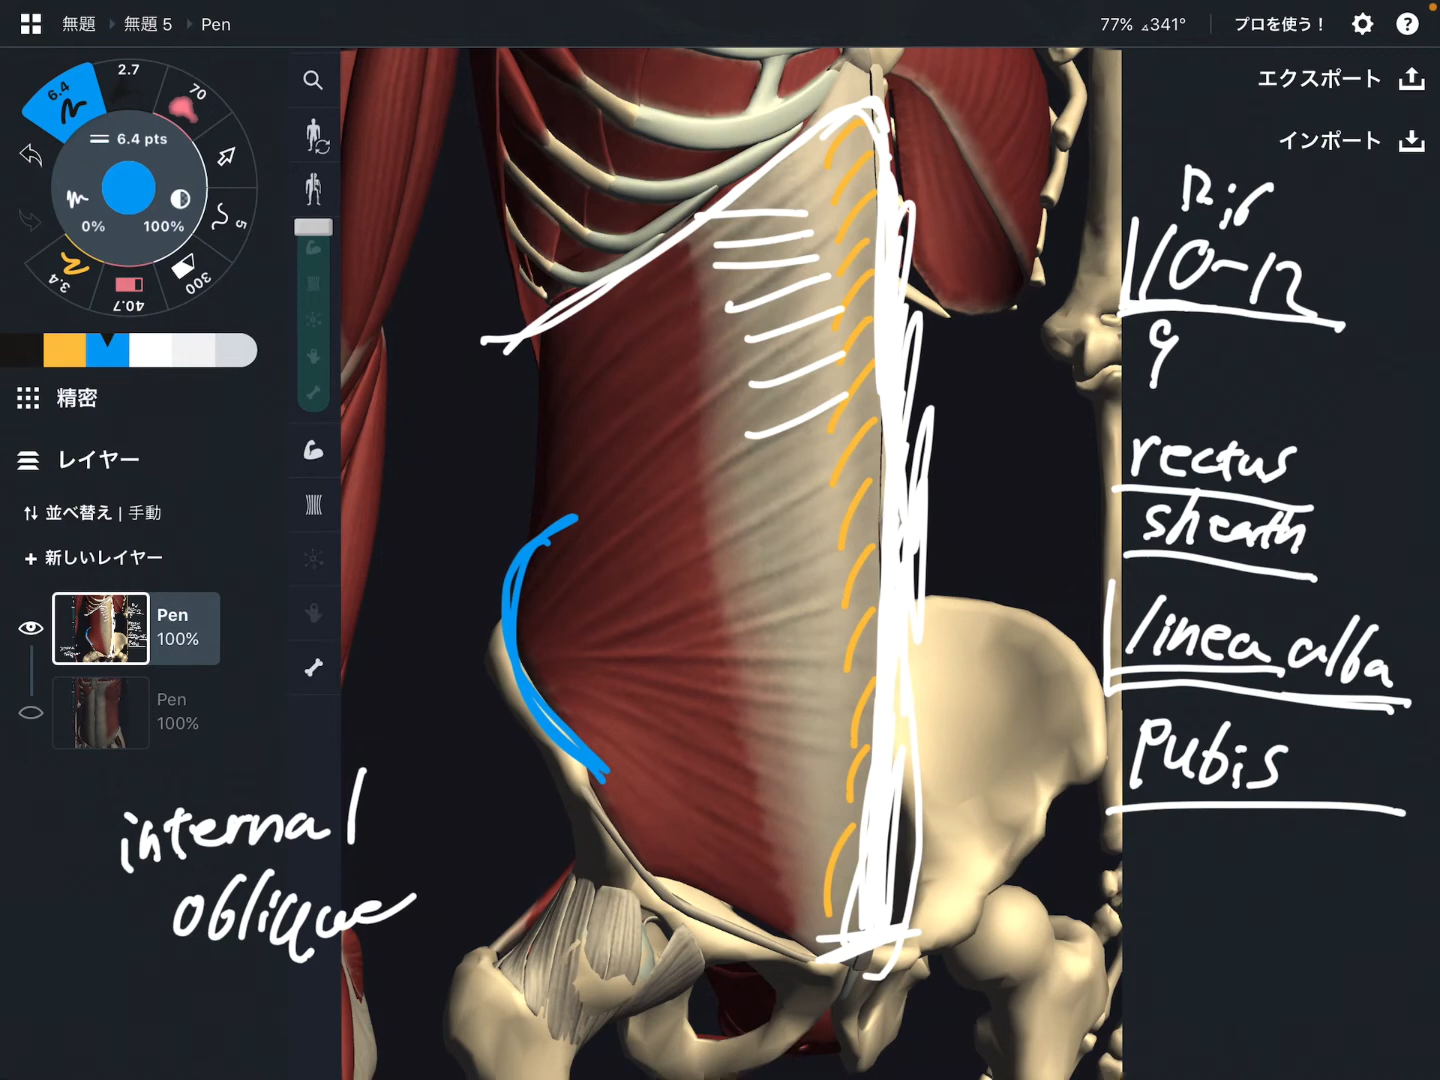 無題 無題 5 Pen
77% ⊿341°
プロを使う！
?
エクスポート
インポート
2.7
6.4
70
6.4 pts
0%
100%
5
300
40.7
3.4
精密
レイヤー
並べ替え | 手動
+ 新しいレイヤー
Pen
100%
Pen
100%
Rib
10-12
9
rectus
sheath
linea alba
pubis
internal
oblique